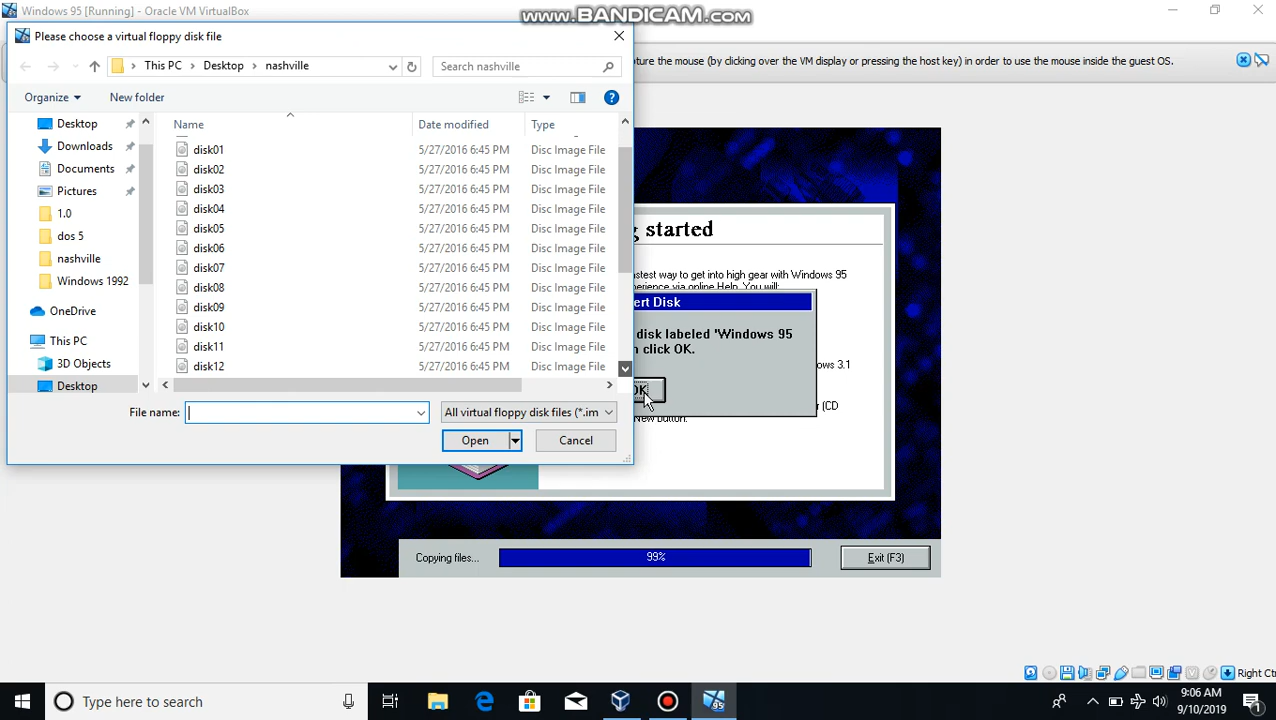 Windows 95 [Running] - Oracle VM VirtualBox
www.BANDICAM.com
Please choose a virtual floppy disk file
This PC > Desktop > nashville
Search nashville
ture the mouse (by clicking over the VM display or pressing the host key) in order to use the mouse inside the guest OS.
Organize
New folder
Desktop
Downloads
Documents
Pictures
1.0
dos 5
nashville
Windows 1992
OneDrive
This PC
3D Objects
Desktop
Name Date modified Type
disk01 5/27/2016 6:45 PM Disc Image File
disk02 5/27/2016 6:45 PM Disc Image File
disk03 5/27/2016 6:45 PM Disc Image File
disk04 5/27/2016 6:45 PM Disc Image File
disk05 5/27/2016 6:45 PM Disc Image File
disk06 5/27/2016 6:45 PM Disc Image File
disk07 5/27/2016 6:45 PM Disc Image File
disk08 5/27/2016 6:45 PM Disc Image File
disk09 5/27/2016 6:45 PM Disc Image File
disk10 5/27/2016 6:45 PM Disc Image File
disk11 5/27/2016 6:45 PM Disc Image File
disk12 5/27/2016 6:45 PM Disc Image File
File name:
All virtual floppy disk files (*.im
Open
Cancel
g started
stest way to get into high gear with Windows 95
perience via online Help. You will:
ert Disk
disk labeled 'Windows 95
n click OK.
ows 3.1
OK
r (CD
New button.
Copying files...
99%
Exit (F3)
Right Ct
Type here to search
95
9:06 AM
9/10/2019
1